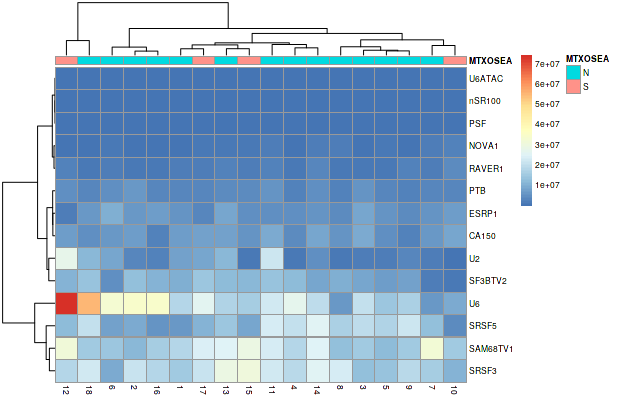 MTXOSEA
U6ATAC
nSR100
PSF
NOVA1
RAVER1
PTB
ESRP1
CA150
U2
SF3BTV2
U6
SRSF5
SAM68TV1
SRSF3
12 18 6 2 16 1 17 13 15 11 4 14 8 3 5 9 7 10
7e+07
6e+07
5e+07
4e+07
3e+07
2e+07
1e+07
MTXOSEA
N
S